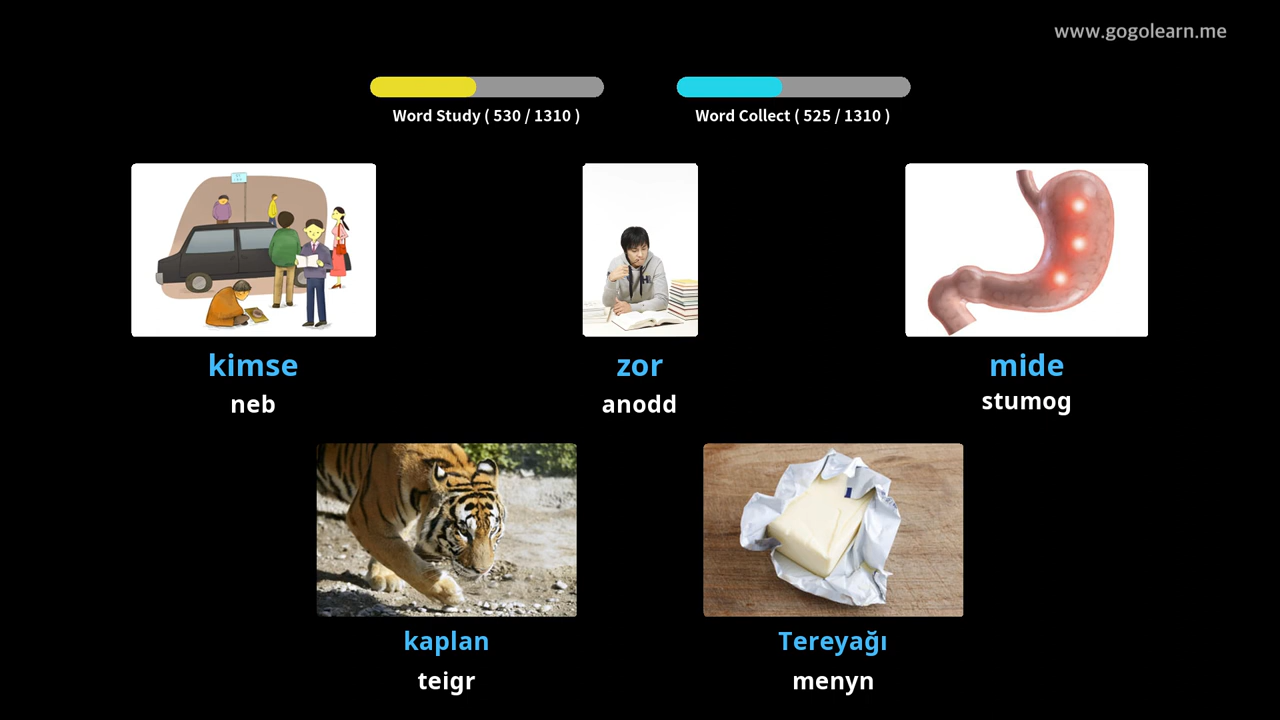 www.gogolearn.me
Word Study ( 530 / 1310 )
Word Collect ( 525 / 1310 )
kimse
neb
zor
anodd
mide
stumog
kaplan
teigr
Tereyağı
menyn